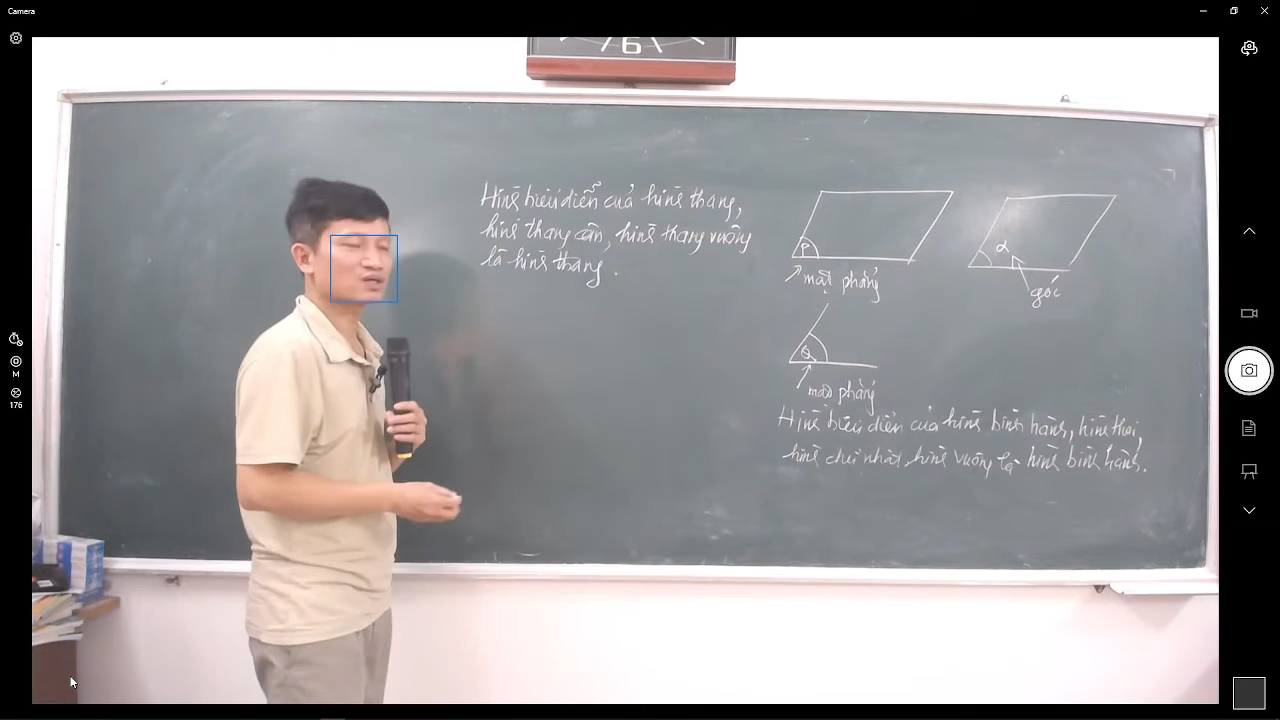 Camera
6
Hình biểu diễn của hình thang,
hình thang cân, hình thang vuông
là hình thang.
P
mặt phẳng
α
góc
Q
mặt phẳng
Hình biểu diễn của hình bình hành, hình thoi,
hình chữ nhật, hình vuông là hình bình hành.
M
176